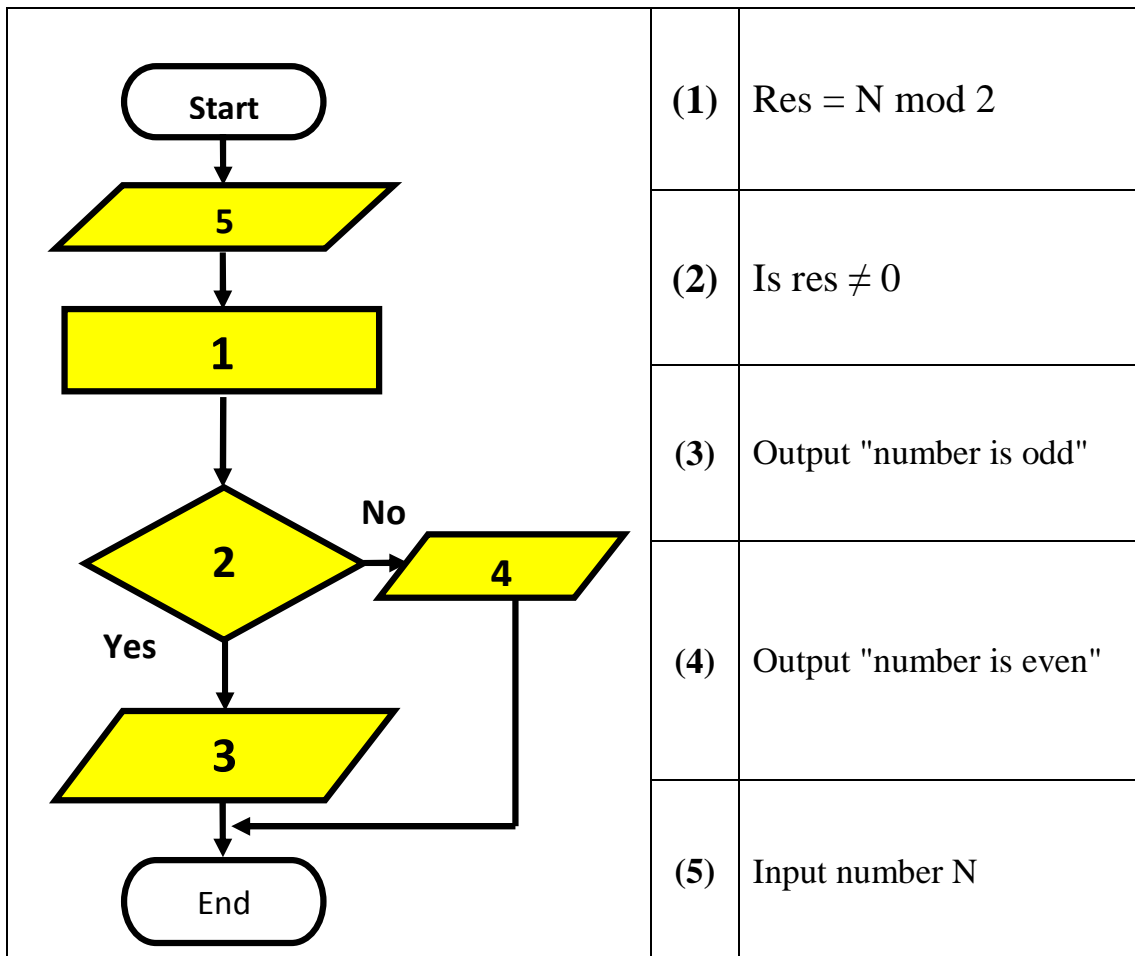 Start
5
1
2
No
4
Yes
3
End
(1) Res = N mod 2
(2) Is res ≠ 0
(3) Output "number is odd"
(4) Output "number is even"
(5) Input number N